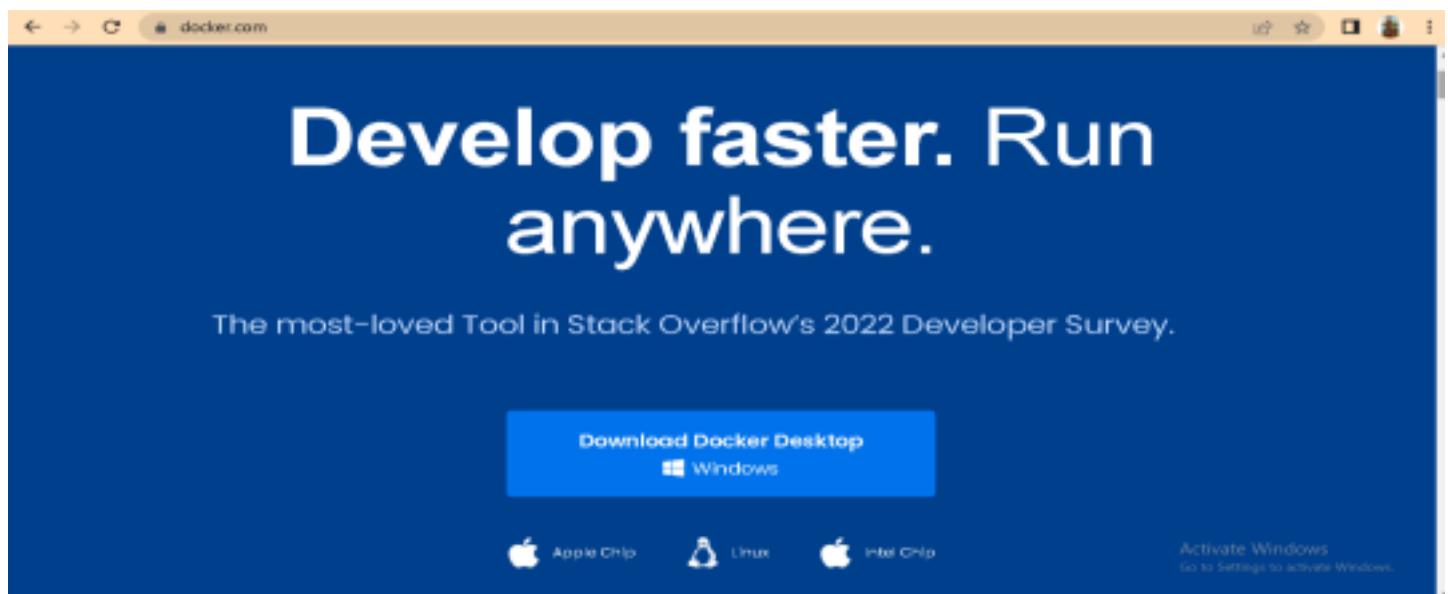 docker.com
Develop faster. Run
anywhere.
The most-loved Tool in Stack Overflow's 2022 Developer Survey.
Download Docker Desktop
Windows
Apple Chip Linux Intel Chip
Activate Windows
Go to Settings to activate Windows.